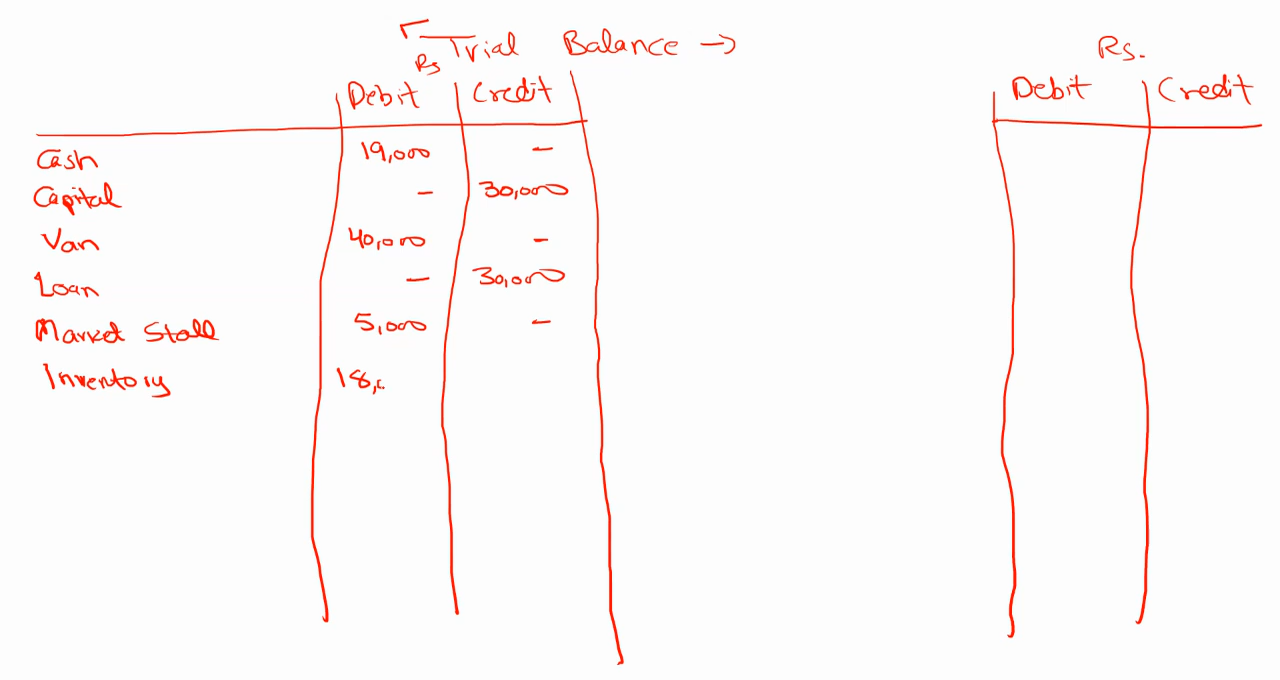 Trial Balance →
Rs
Debit Credit
Cash 19,000 -
Capital - 30,000
Van 40,000 -
Loan - 30,000
Market Stall 5,000 -
Inventory 18,
Rs.
Debit Credit